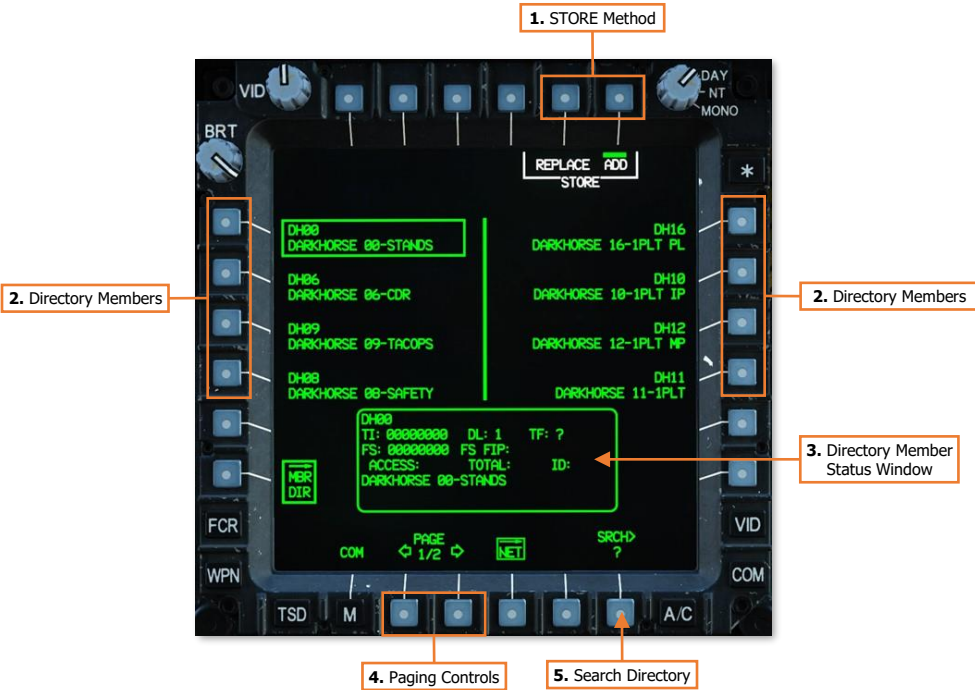 1. STORE Method
VID
DAY
NT
MONO
BRT
REPLACE ADD
STORE
*
DH00
DARKHORSE 00-STANDS
DH06
DARKHORSE 06-CDR
DH09
DARKHORSE 09-TACOPS
DH08
DARKHORSE 08-SAFETY
DH16
DARKHORSE 16-1PLT PL
DH10
DARKHORSE 10-1PLT IP
DH12
DARKHORSE 12-1PLT MP
DH11
DARKHORSE 11-1PLT
2. Directory Members
2. Directory Members
DH00
TI: 00000000 DL: 1 TF: ?
FS: 00000000 FS FIP:
ACCESS: TOTAL: ID:
DARKHORSE 00-STANDS
3. Directory Member
Status Window
MBR
DIR
FCR
VID
PAGE
COM 1/2 NET
SRCH>
?
WPN
COM
TSD M A/C
4. Paging Controls
5. Search Directory